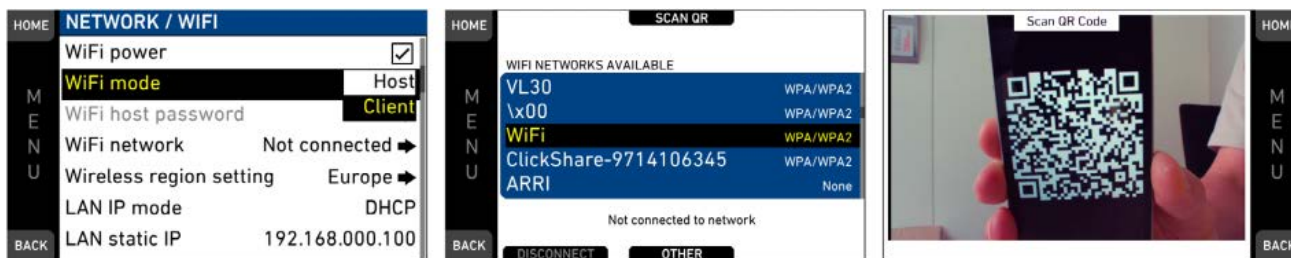 HOME
NETWORK / WIFI
WiFi power
WiFi mode
Host
Client
WiFi host password
WiFi network Not connected
Wireless region setting Europe
LAN IP mode DHCP
LAN static IP 192.168.000.100
MENU
BACK
HOME
SCAN QR
WIFI NETWORKS AVAILABLE
VL30 WPA/WPA2
\x00 WPA/WPA2
WiFi WPA/WPA2
ClickShare-9714106345 WPA/WPA2
ARRI None
Not connected to network
MENU
BACK
DISCONNECT
OTHER
Scan QR Code
HOME
MENU
BACK